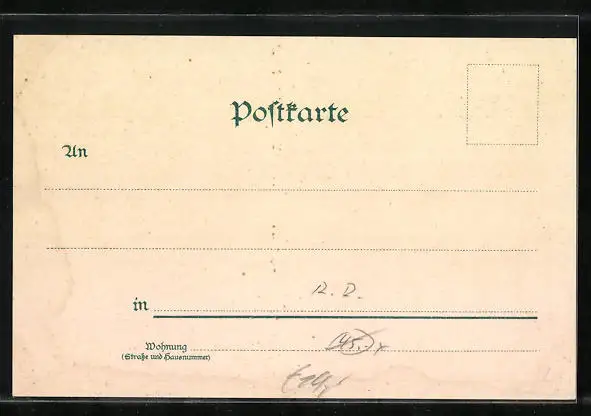 Postkarte
An
in
R. D.
Wohnung
(Straße und Hausnummer)